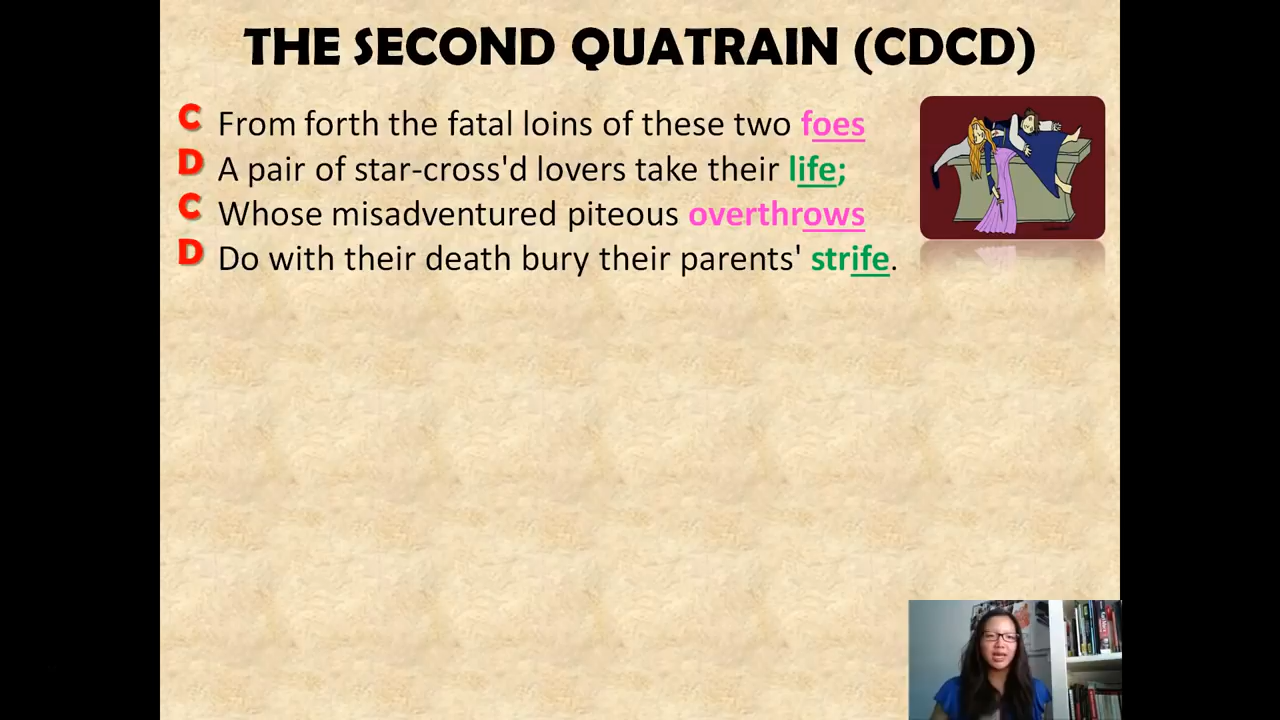 THE SECOND QUATRAIN (CDCD)
C From forth the fatal loins of these two foes
D A pair of star-cross'd lovers take their life;
C Whose misadventured piteous overthrows
D Do with their death bury their parents' strife.